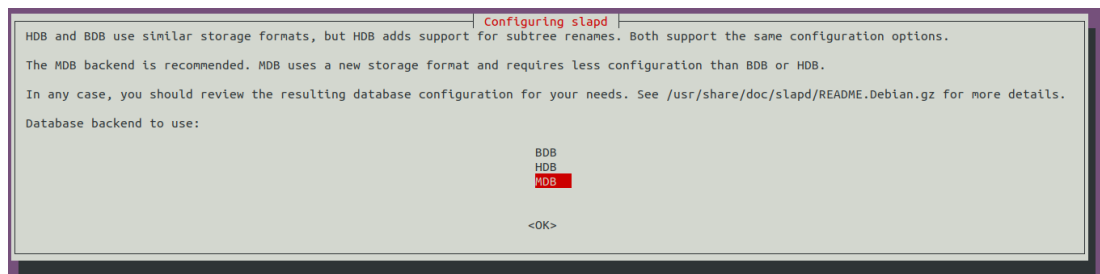 Configuring slapd
HDB and BDB use similar storage formats, but HDB adds support for subtree renames. Both support the same configuration options.
The MDB backend is recommended. MDB uses a new storage format and requires less configuration than BDB or HDB.
In any case, you should review the resulting database configuration for your needs. See /usr/share/doc/slapd/README.Debian.gz for more details.
Database backend to use:
BDB
HDB
MDB
<OK>